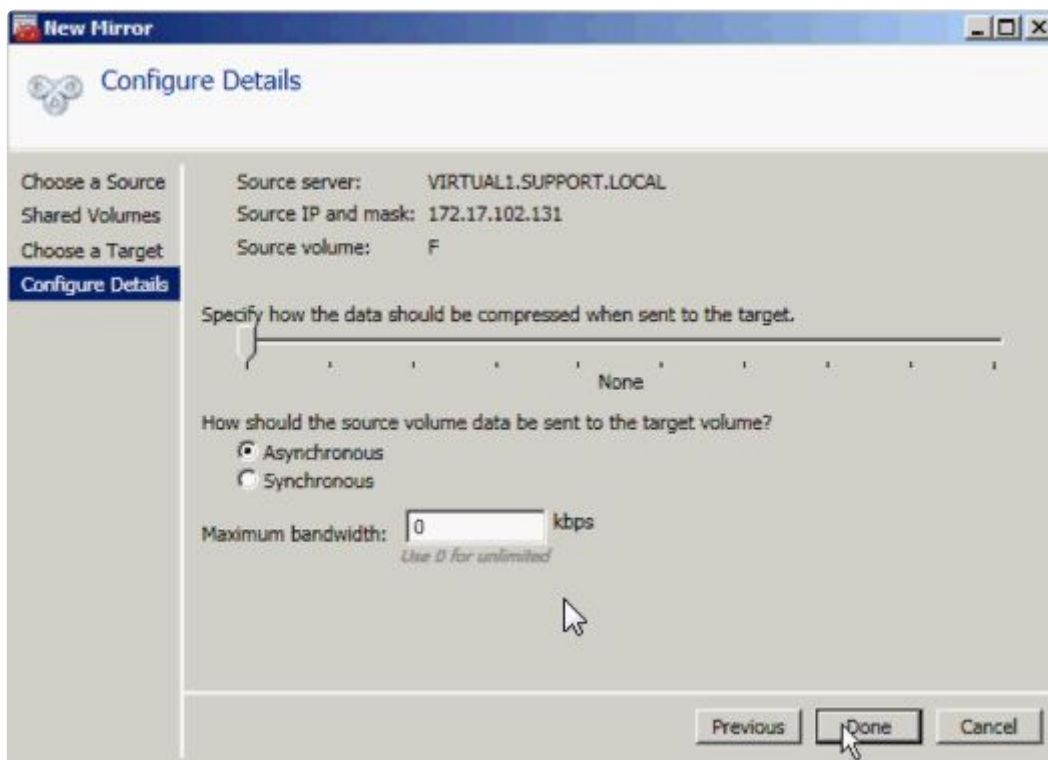 New Mirror
Configure Details
Choose a Source
Shared Volumes
Choose a Target
Configure Details
Source server: VIRTUAL1.SUPPORT.LOCAL
Source IP and mask: 172.17.102.131
Source volume: F
Specify how the data should be compressed when sent to the target.
None
How should the source volume data be sent to the target volume?
Asynchronous
Synchronous
Maximum bandwidth: 0 kbps
Use 0 for unlimited
Previous Done Cancel